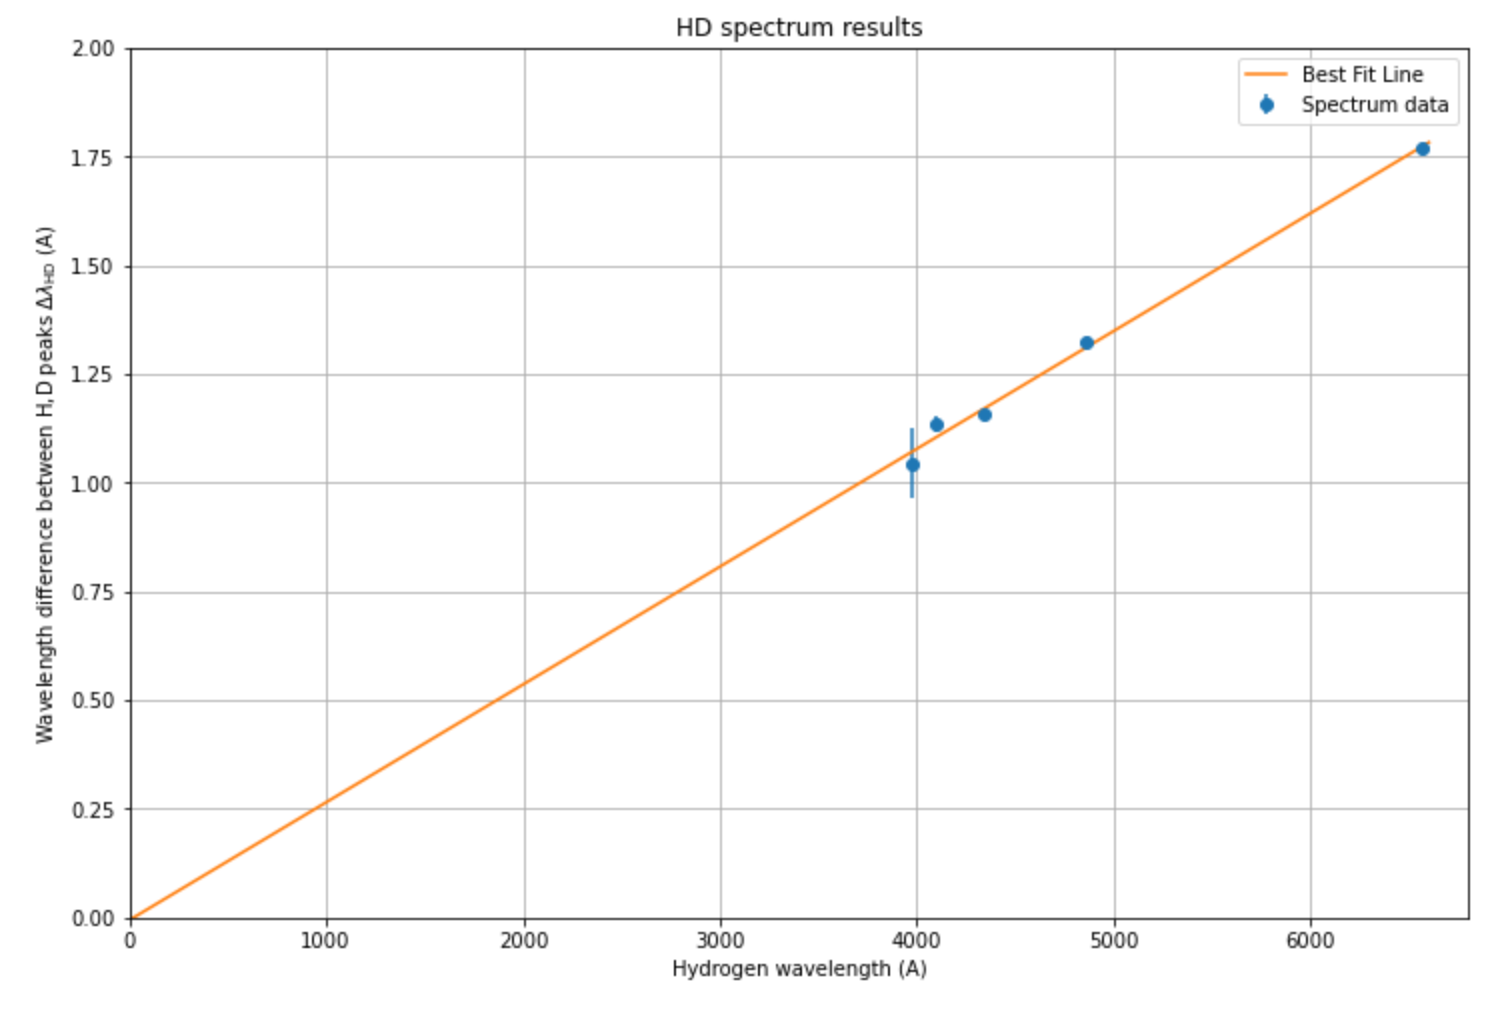 HD spectrum results
Best Fit Line
Spectrum data
Wavelength difference between H,D peaks Δλ_HD (A)
2.00
1.75
1.50
1.25
1.00
0.75
0.50
0.25
0.00
0 1000 2000 3000 4000 5000 6000
Hydrogen wavelength (A)